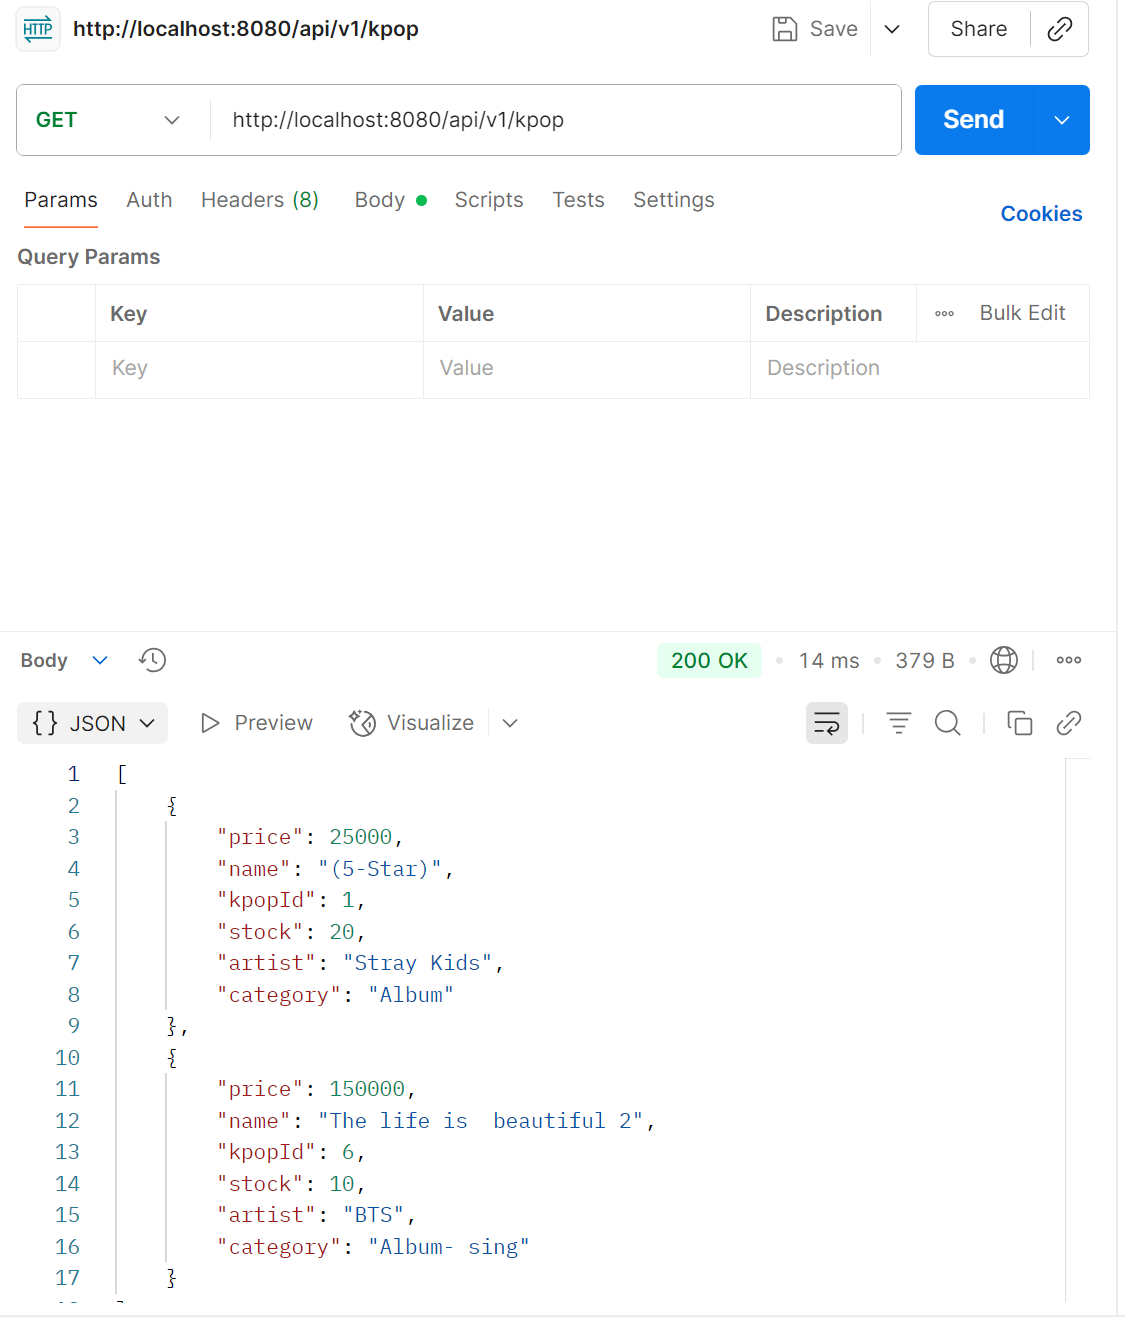 HTTP http://localhost:8080/api/v1/kpop Save Share
GET http://localhost:8080/api/v1/kpop Send
Params Auth Headers (8) Body Scripts Tests Settings Cookies
Query Params
Key Value Description Bulk Edit
Key Value Description
Body 200 OK 14 ms 379 B
{} JSON Preview Visualize
1 [
2 {
3 "price": 25000,
4 "name": "(5-Star)",
5 "kpopId": 1,
6 "stock": 20,
7 "artist": "Stray Kids",
8 "category": "Album"
9 },
10 {
11 "price": 150000,
12 "name": "The life is  beautiful 2",
13 "kpopId": 6,
14 "stock": 10,
15 "artist": "BTS",
16 "category": "Album- sing"
17 }